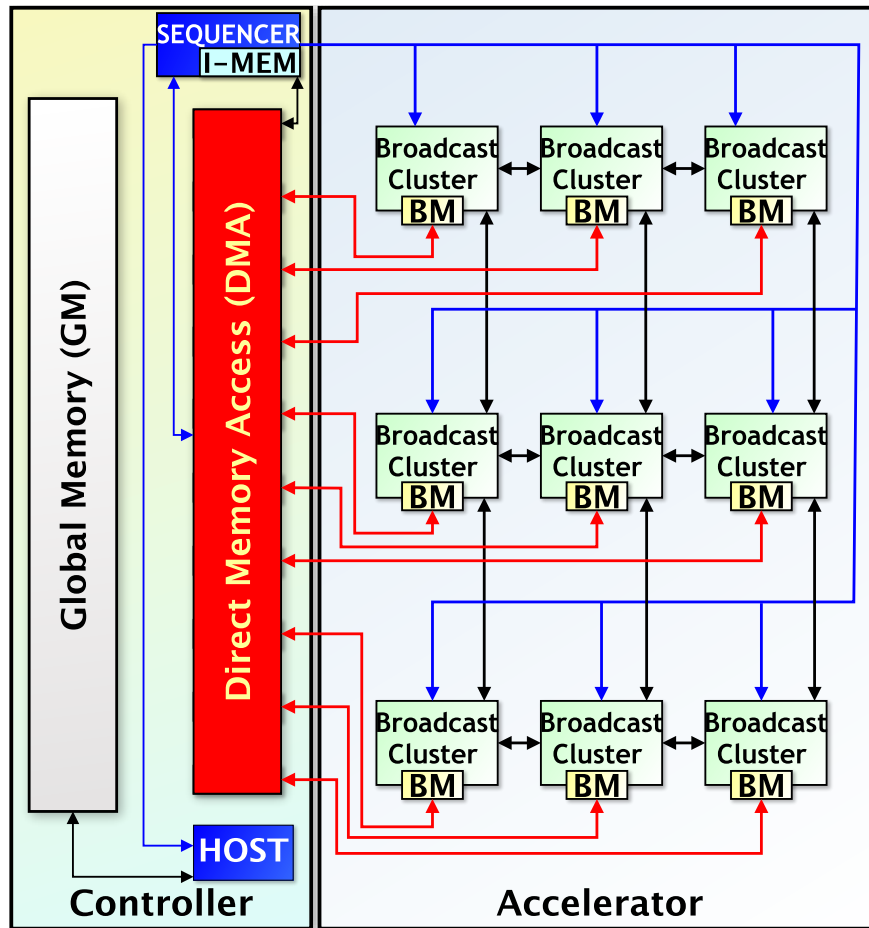 SEQUENCER
I-MEM
Global Memory (GM)
Direct Memory Access (DMA)
HOST
Controller
Broadcast
Cluster
BM
Broadcast
Cluster
BM
Broadcast
Cluster
BM
Broadcast
Cluster
BM
Broadcast
Cluster
BM
Broadcast
Cluster
BM
Broadcast
Cluster
BM
Broadcast
Cluster
BM
Broadcast
Cluster
BM
Accelerator